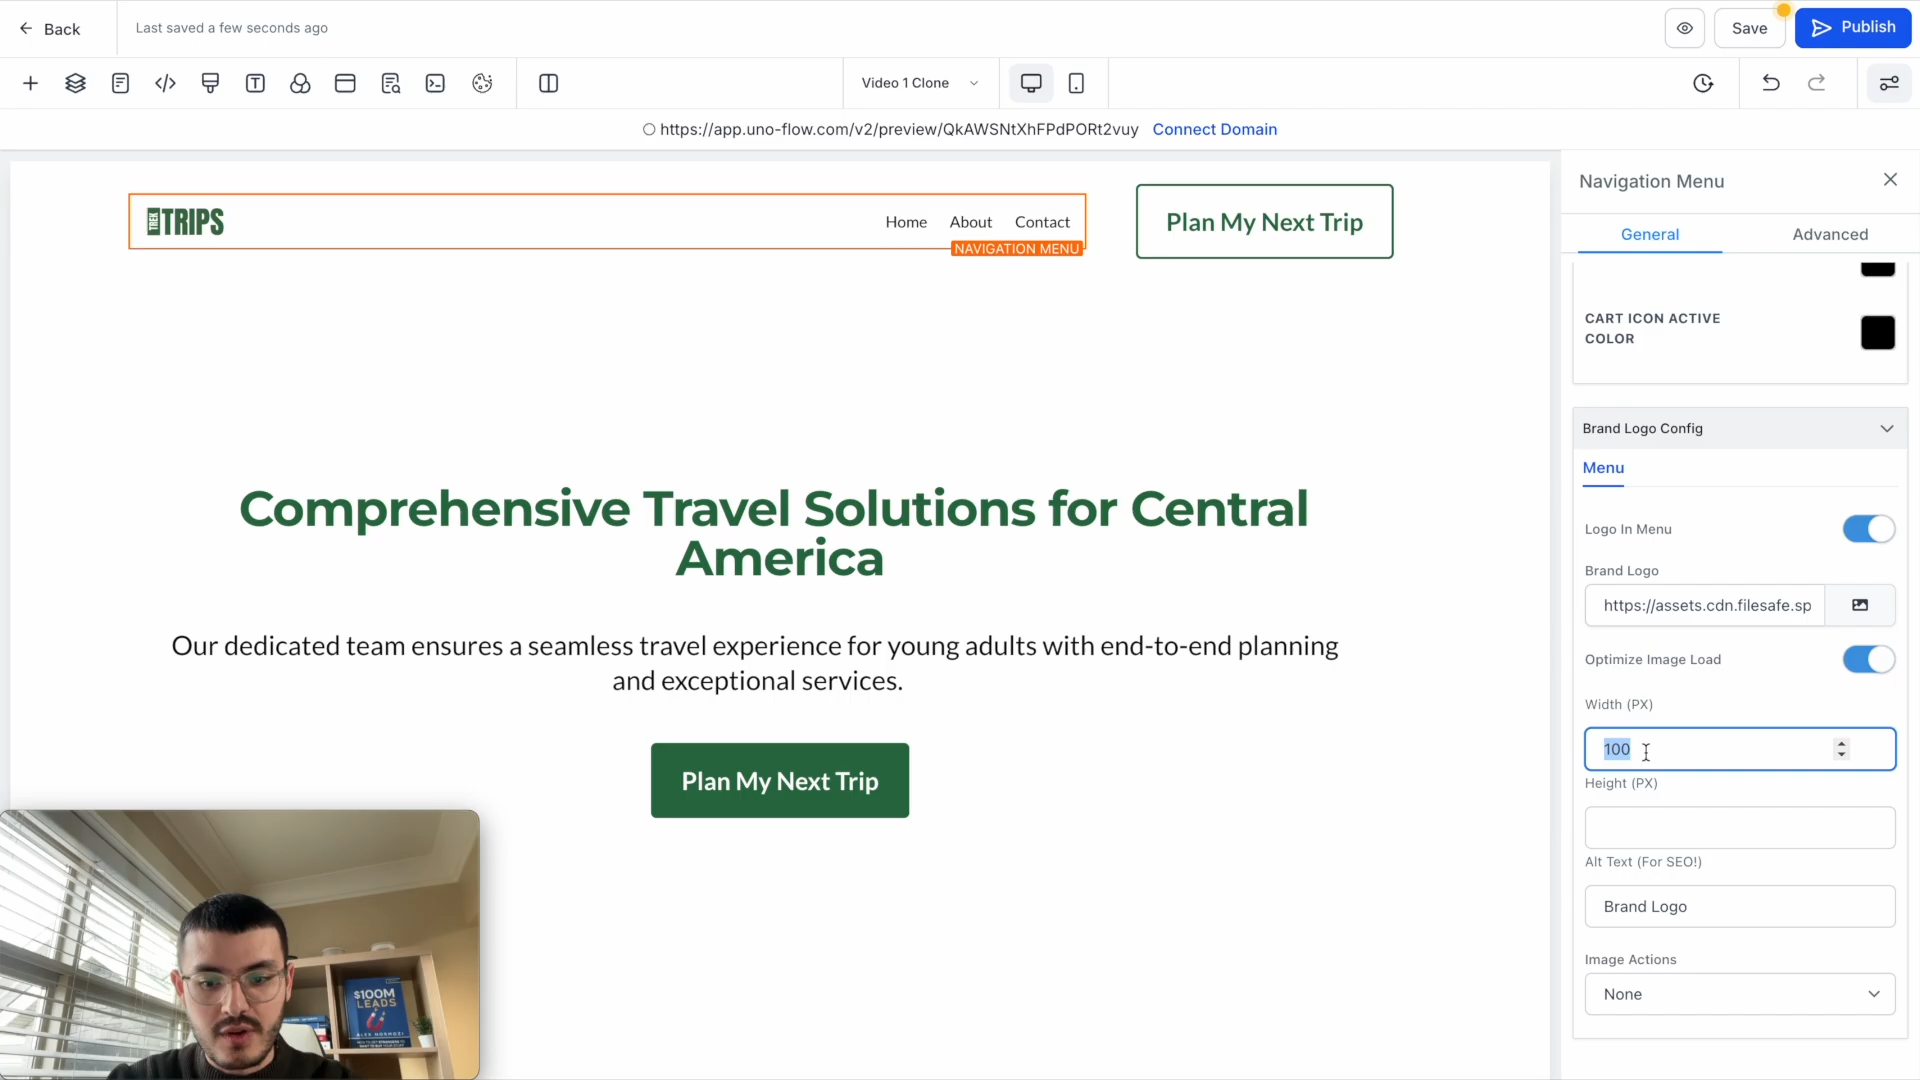 Back
Last saved a few seconds ago
Save
Publish
Video 1 Clone
https://app.uno-flow.com/v2/preview/QkAWSNtXhFPdPORt2vuy Connect Domain
TREK TRIPS
Home About Contact
NAVIGATION MENU
Plan My Next Trip
Comprehensive Travel Solutions for Central
America
Our dedicated team ensures a seamless travel experience for young adults with end-to-end planning
and exceptional services.
Plan My Next Trip
$100M
LEADS
Navigation Menu
General Advanced
CART ICON ACTIVE
COLOR
Brand Logo Config
Menu
Logo In Menu
Brand Logo
https://assets.cdn.filesafe.sp
Optimize Image Load
Width (PX)
100
Height (PX)
Alt Text (For SEO!)
Brand Logo
Image Actions
None